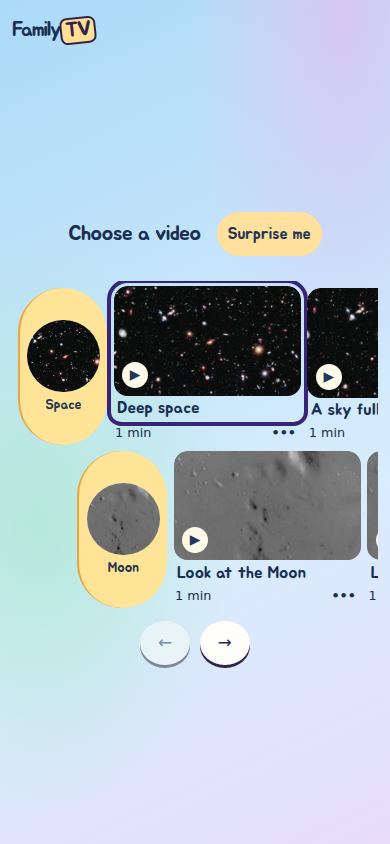 Family TV
Choose a video
Surprise me
Space
Deep space
1 min
•••
A sky full
1 min
Moon
Look at the Moon
1 min
•••
L
1
←
→